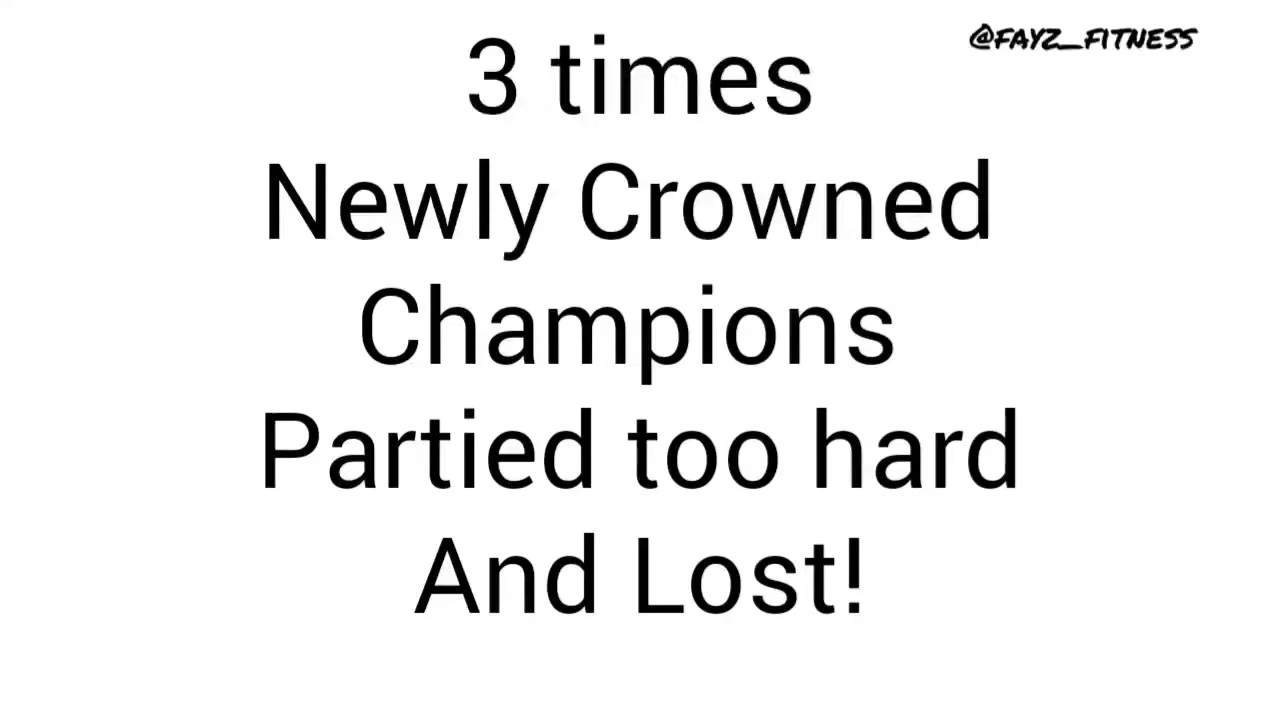 @FAYZ_FITNESS
3 times
Newly Crowned
Champions
Partied too hard
And Lost!